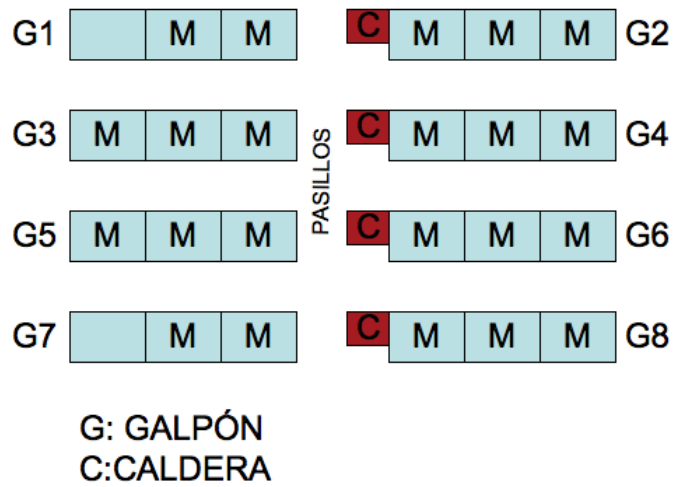 G1 M M C M M M G2
G3 M M M C M M M G4
PASILLOS
G5 M M M C M M M G6
G7 M M C M M M G8
G: GALPÓN
C:CALDERA